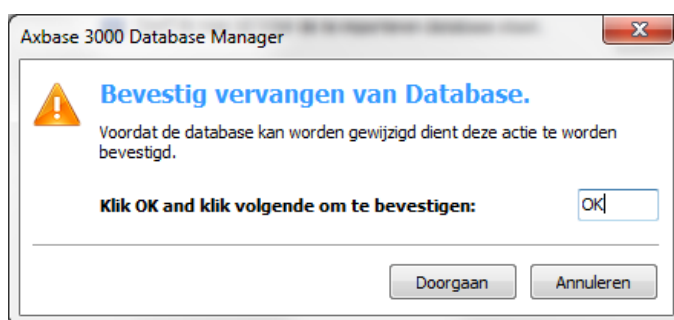 Axbase 3000 Database Manager
Bevestig vervangen van Database.
Voordat de database kan worden gewijzigd dient deze actie te worden
bevestigd.
Klik OK and klik volgende om te bevestigen:
OK
Doorgaan
Annuleren